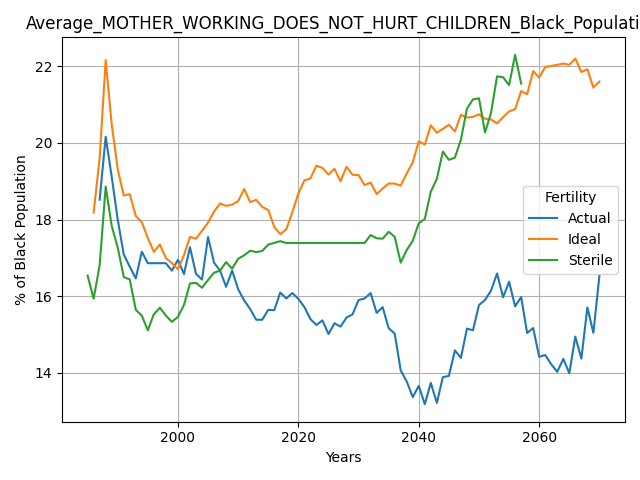 Average_MOTHER_WORKING_DOES_NOT_HURT_CHILDREN_Black_Populati
22
20
18
16
14
% of Black Population
Fertility
Actual
Ideal
Sterile
2000 2020 2040 2060
Years